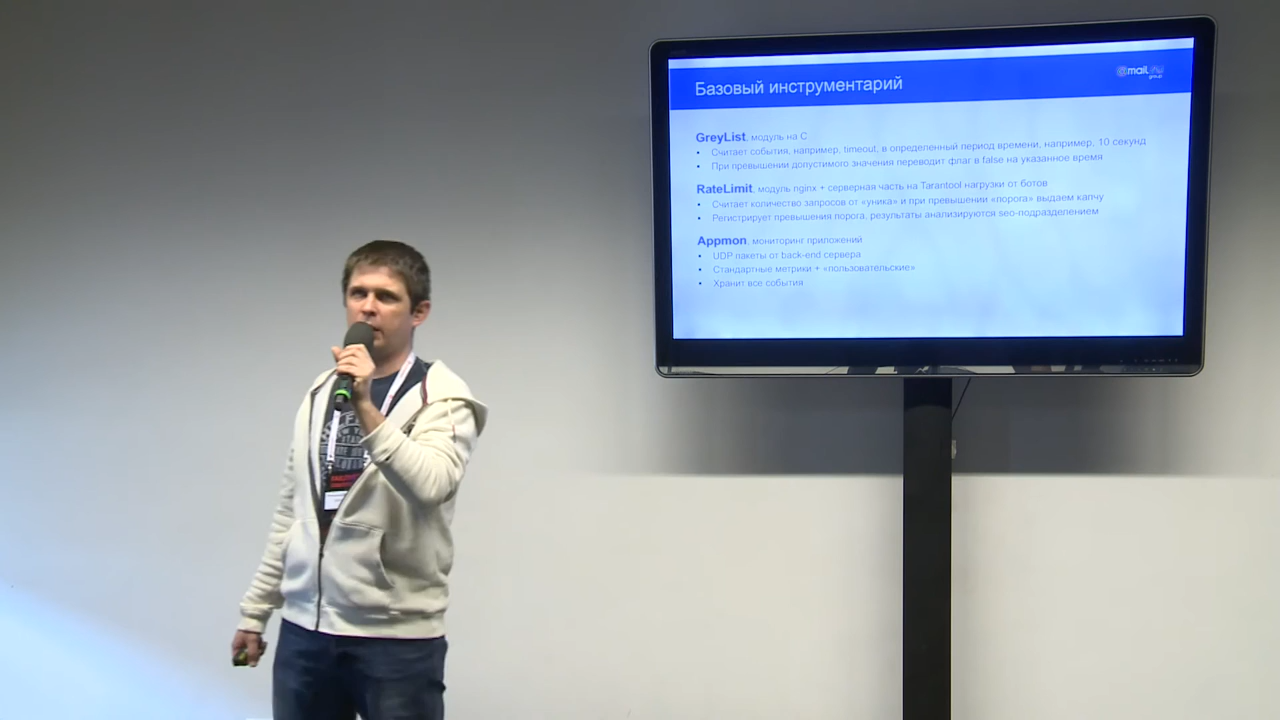 Базовый инструментарий
@mail.ru
group
GreyList, модуль на C
• Считает события, например, timeout, в определенный период времени, например, 10 секунд
• При превышении допустимого значения переводит флаг в false на указанное время
RateLimit, модуль nginx + серверная часть на Tarantool нагрузки от ботов
• Считает количество запросов от «уника» и при превышении «порога» выдаем капчу
• Регистрирует превышения порога, результаты анализируются seo-подразделением
Appmon, мониторинг приложений
• UDP пакеты от back-end сервера
• Стандартные метрики + «пользовательские»
• Хранит все события